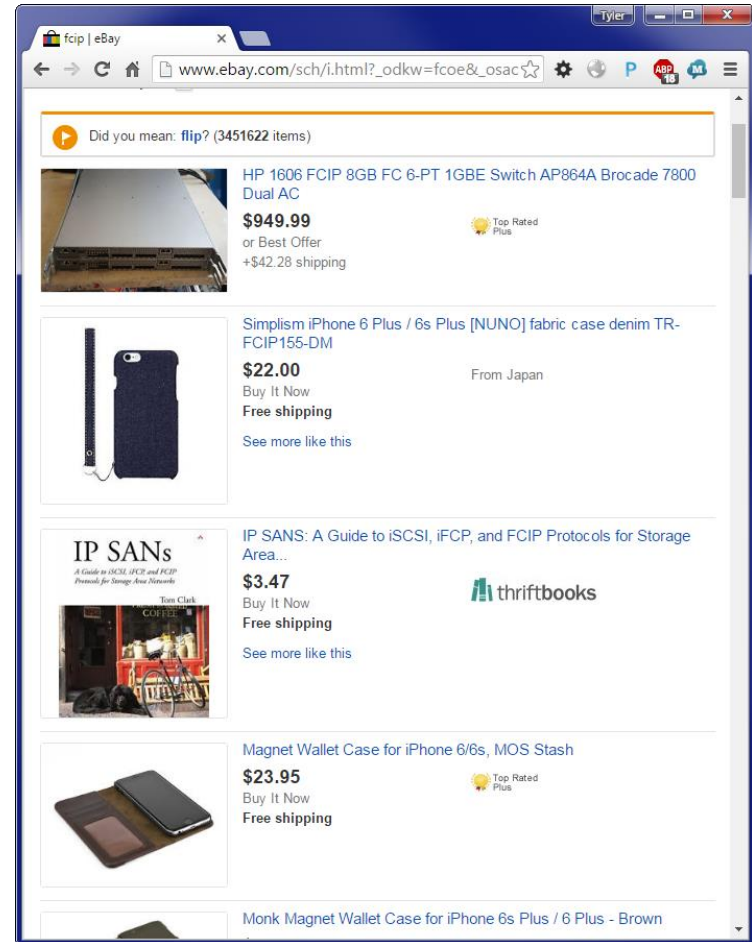 Tyler
fcip | eBay
www.ebay.com/sch/i.html?_odkw=fcoe&_osac
P
ABP
18
M
Did you mean: flip? (3451622 items)
HP 1606 FCIP 8GB FC 6-PT 1GBE Switch AP864A Brocade 7800
Dual AC
$949.99
Top Rated
Plus
or Best Offer
+$42.28 shipping
Simplism iPhone 6 Plus / 6s Plus [NUNO] fabric case denim TR-
FCIP155-DM
$22.00
From Japan
Buy It Now
Free shipping
See more like this
IP SANs
A Guide to iSCSI, iFCP, and FCIP
Protocols for Storage Area Networks
Tom Clark
COFFEE
IP SANS: A Guide to iSCSI, iFCP, and FCIP Protocols for Storage
Area...
$3.47
thriftbooks
Buy It Now
Free shipping
See more like this
Magnet Wallet Case for iPhone 6/6s, MOS Stash
$23.95
Top Rated
Plus
Buy It Now
Free shipping
Monk Magnet Wallet Case for iPhone 6s Plus / 6 Plus - Brown